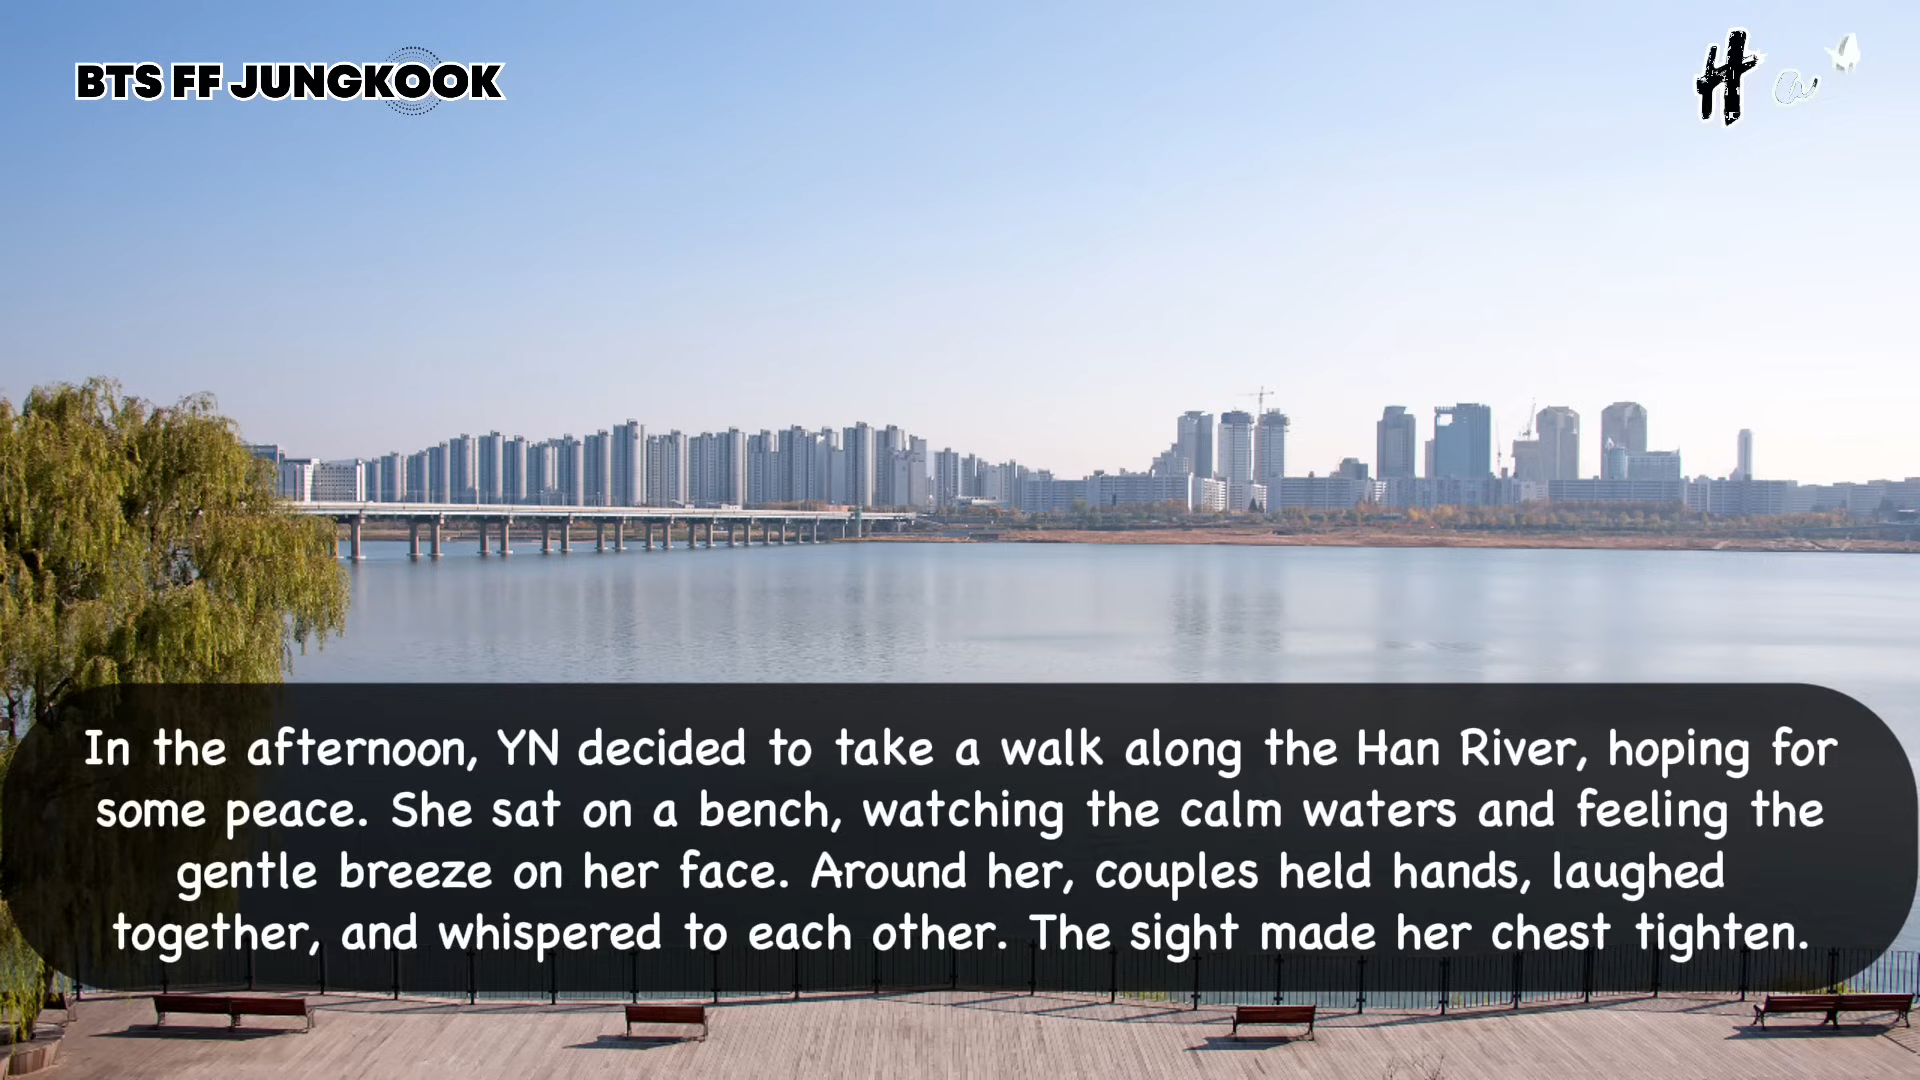 BTS FF JUNGKOOK
In the afternoon, YN decided to take a walk along the Han River, hoping for
some peace. She sat on a bench, watching the calm waters and feeling the
gentle breeze on her face. Around her, couples held hands, laughed
together, and whispered to each other. The sight made her chest tighten.